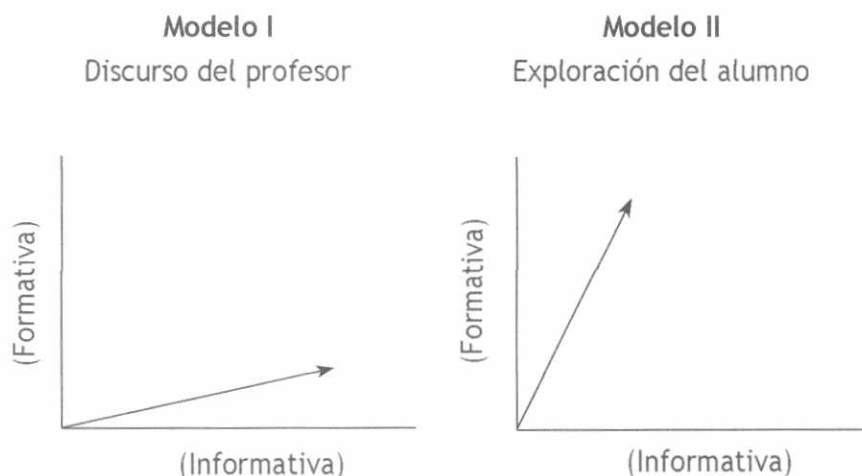 Modelo I
Discurso del profesor
(Formativa)
(Informativa)
Modelo II
Exploración del alumno
(Formativa)
(Informativa)